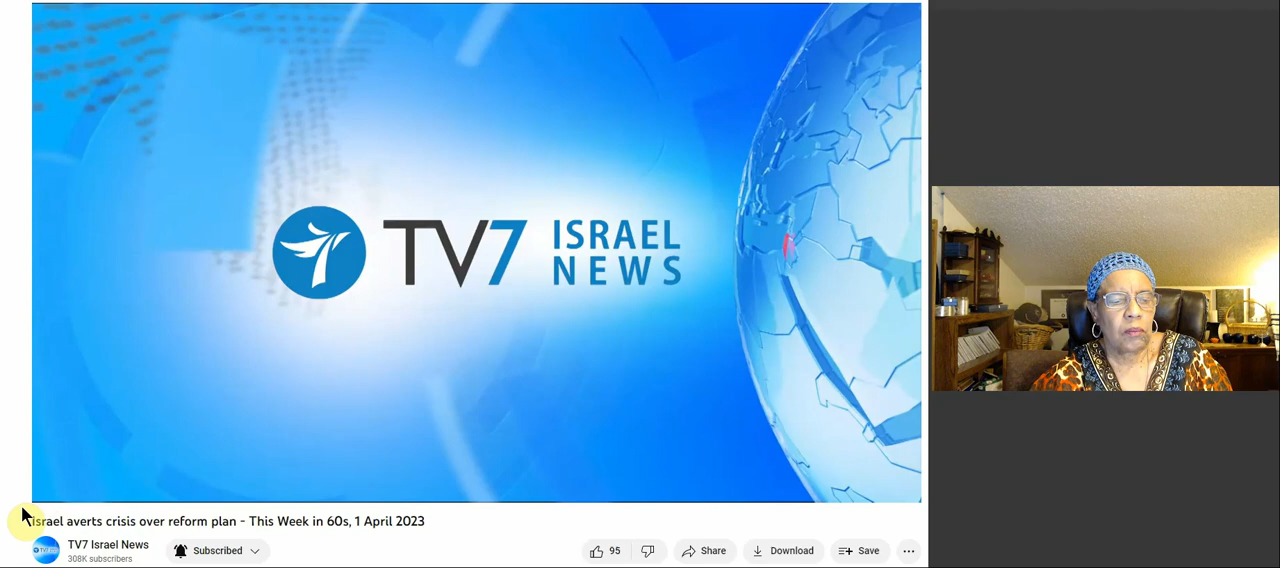 TV7 ISRAEL
NEWS
Israel averts crisis over reform plan - This Week in 60s, 1 April 2023
TV7 Israel News
308K subscribers
Subscribed
95
Share
Download
Save